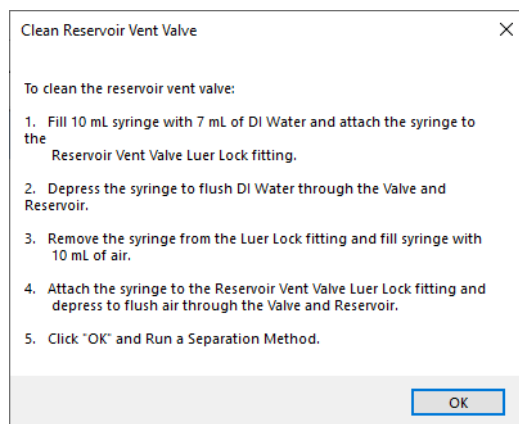 Clean Reservoir Vent Valve
To clean the reservoir vent valve:
1. Fill 10 mL syringe with 7 mL of DI Water and attach the syringe to
the
Reservoir Vent Valve Luer Lock fitting.
2. Depress the syringe to flush DI Water through the Valve and
Reservoir.
3. Remove the syringe from the Luer Lock fitting and fill syringe with
10 mL of air.
4. Attach the syringe to the Reservoir Vent Valve Luer Lock fitting and
depress to flush air through the Valve and Reservoir.
5. Click "OK" and Run a Separation Method.
OK